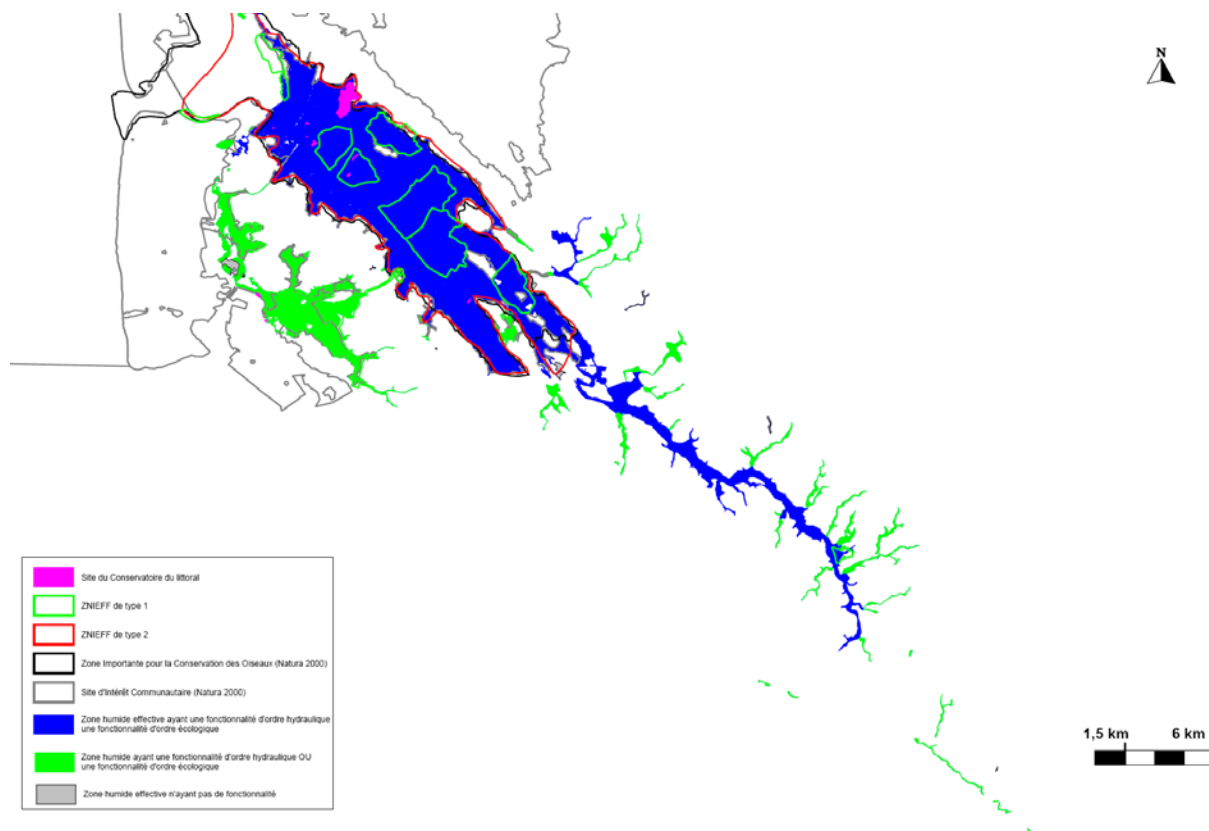 N
Site du Conservatoire du littoral
ZNIEFF de type 1
ZNIEFF de type 2
Zone Importante pour la Conservation des Oiseaux (Natura 2000)
Site d'Intérêt Communautaire (Natura 2000)
Zone humide effective ayant une fonctionnalité d'ordre hydraulique
une fonctionnalité d'ordre écologique
Zone humide ayant une fonctionnalité d'ordre hydraulique OU
une fonctionnalité d'ordre écologique
Zone humide effective n'ayant pas de fonctionnalité
1,5 km 6 km